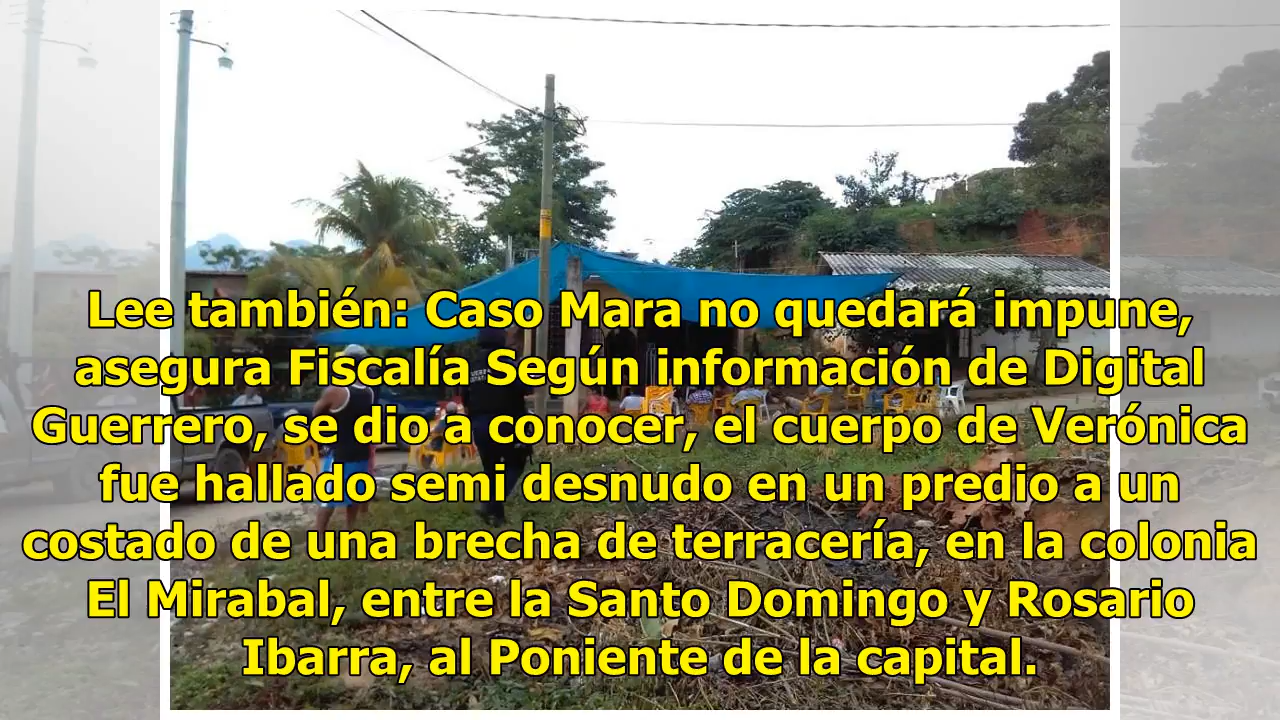 Lee también: Caso Mara no quedará impune,
asegura Fiscalía Según información de Digital
Guerrero, se dio a conocer, el cuerpo de Verónica
fue hallado semi desnudo en un predio a un
costado de una brecha de terracería, en la colonia
El Mirabal, entre la Santo Domingo y Rosario
Ibarra, al Poniente de la capital.